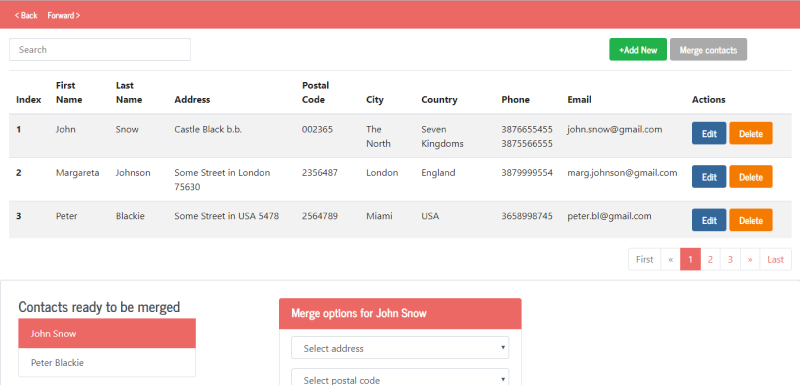 < Back Forward >
Search
+Add New Merge contacts
Index First Name Last Name Address Postal Code City Country Phone Email Actions
1 John Snow Castle Black b.b. 002365 The North Seven Kingdoms 3876655455 3875566555 john.snow@gmail.com Edit Delete
2 Margareta Johnson Some Street in London 75630 2356487 London England 3879999554 marg.johnson@gmail.com Edit Delete
3 Peter Blackie Some Street in USA 5478 2564789 Miami USA 3658998745 peter.bl@gmail.com Edit Delete
First « 1 2 3 » Last
Contacts ready to be merged
John Snow
Peter Blackie
Merge options for John Snow
Select address
Select postal code